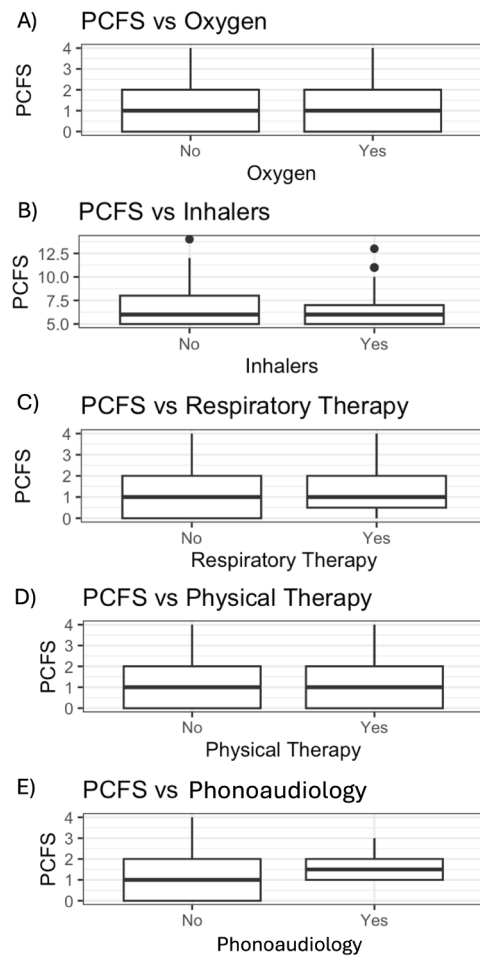 A) PCFS vs Oxygen
PCFS
4
3
2
1
0
No Yes
Oxygen
B) PCFS vs Inhalers
PCFS
12.5
10.0
7.5
5.0
No Yes
Inhalers
C) PCFS vs Respiratory Therapy
PCFS
4
3
2
1
0
No Yes
Respiratory Therapy
D) PCFS vs Physical Therapy
PCFS
4
3
2
1
0
No Yes
Physical Therapy
E) PCFS vs Phonoaudiology
PCFS
4
3
2
1
0
No Yes
Phonoaudiology